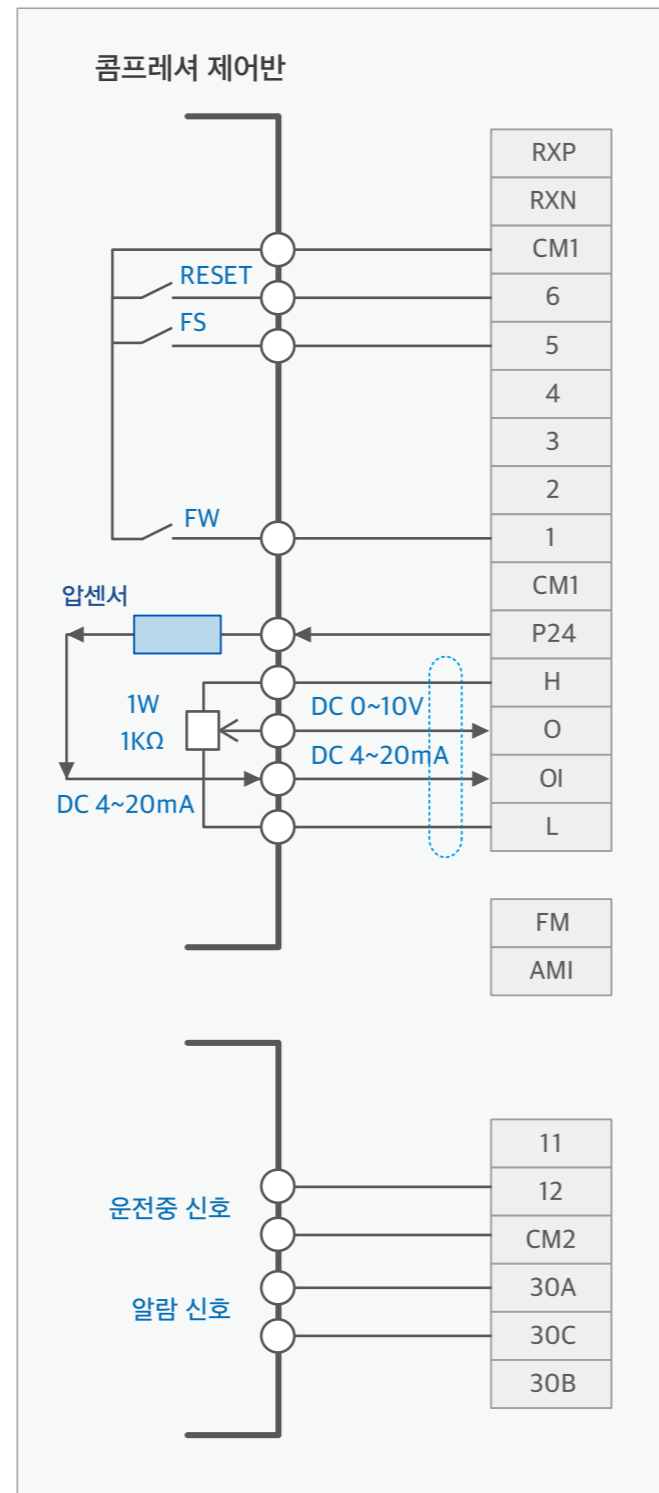 콤프레셔 제어반
RXP
RXN
CM1
RESET
6
FS
5
4
3
2
FW
1
CM1
압센서
P24
H
1W
DC 0~10V
O
1KΩ
DC 4~20mA
OI
DC 4~20mA
L
FM
AMI
11
운전중 신호
12
CM2
알람 신호
30A
30C
30B